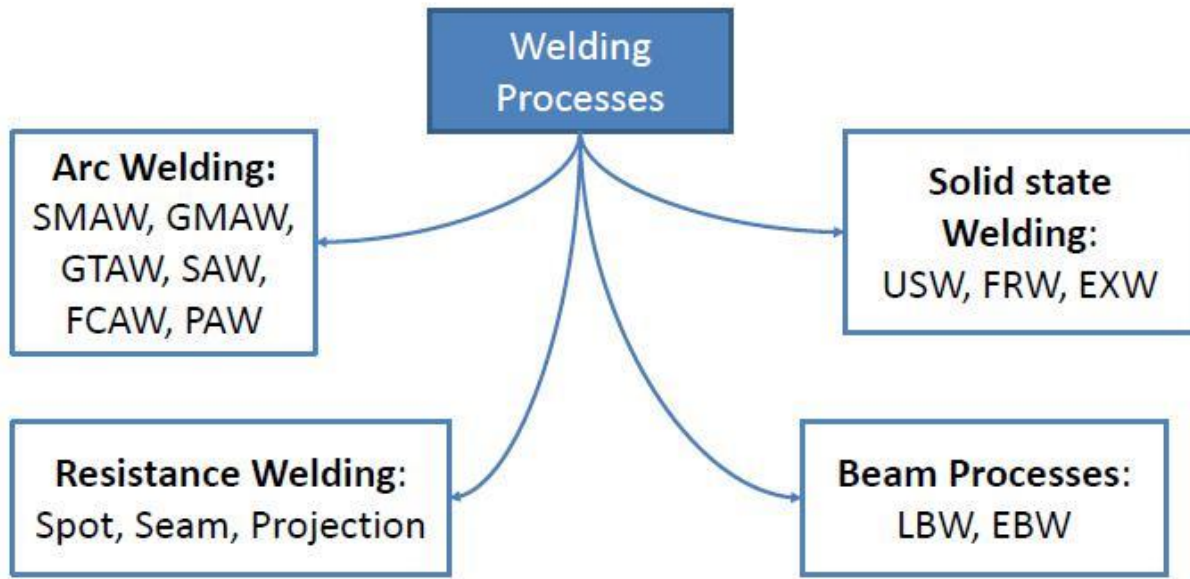 Welding
Processes
Arc Welding:
SMAW, GMAW,
GTAW, SAW,
FCAW, PAW
Solid state
Welding:
USW, FRW, EXW
Resistance Welding:
Spot, Seam, Projection
Beam Processes:
LBW, EBW